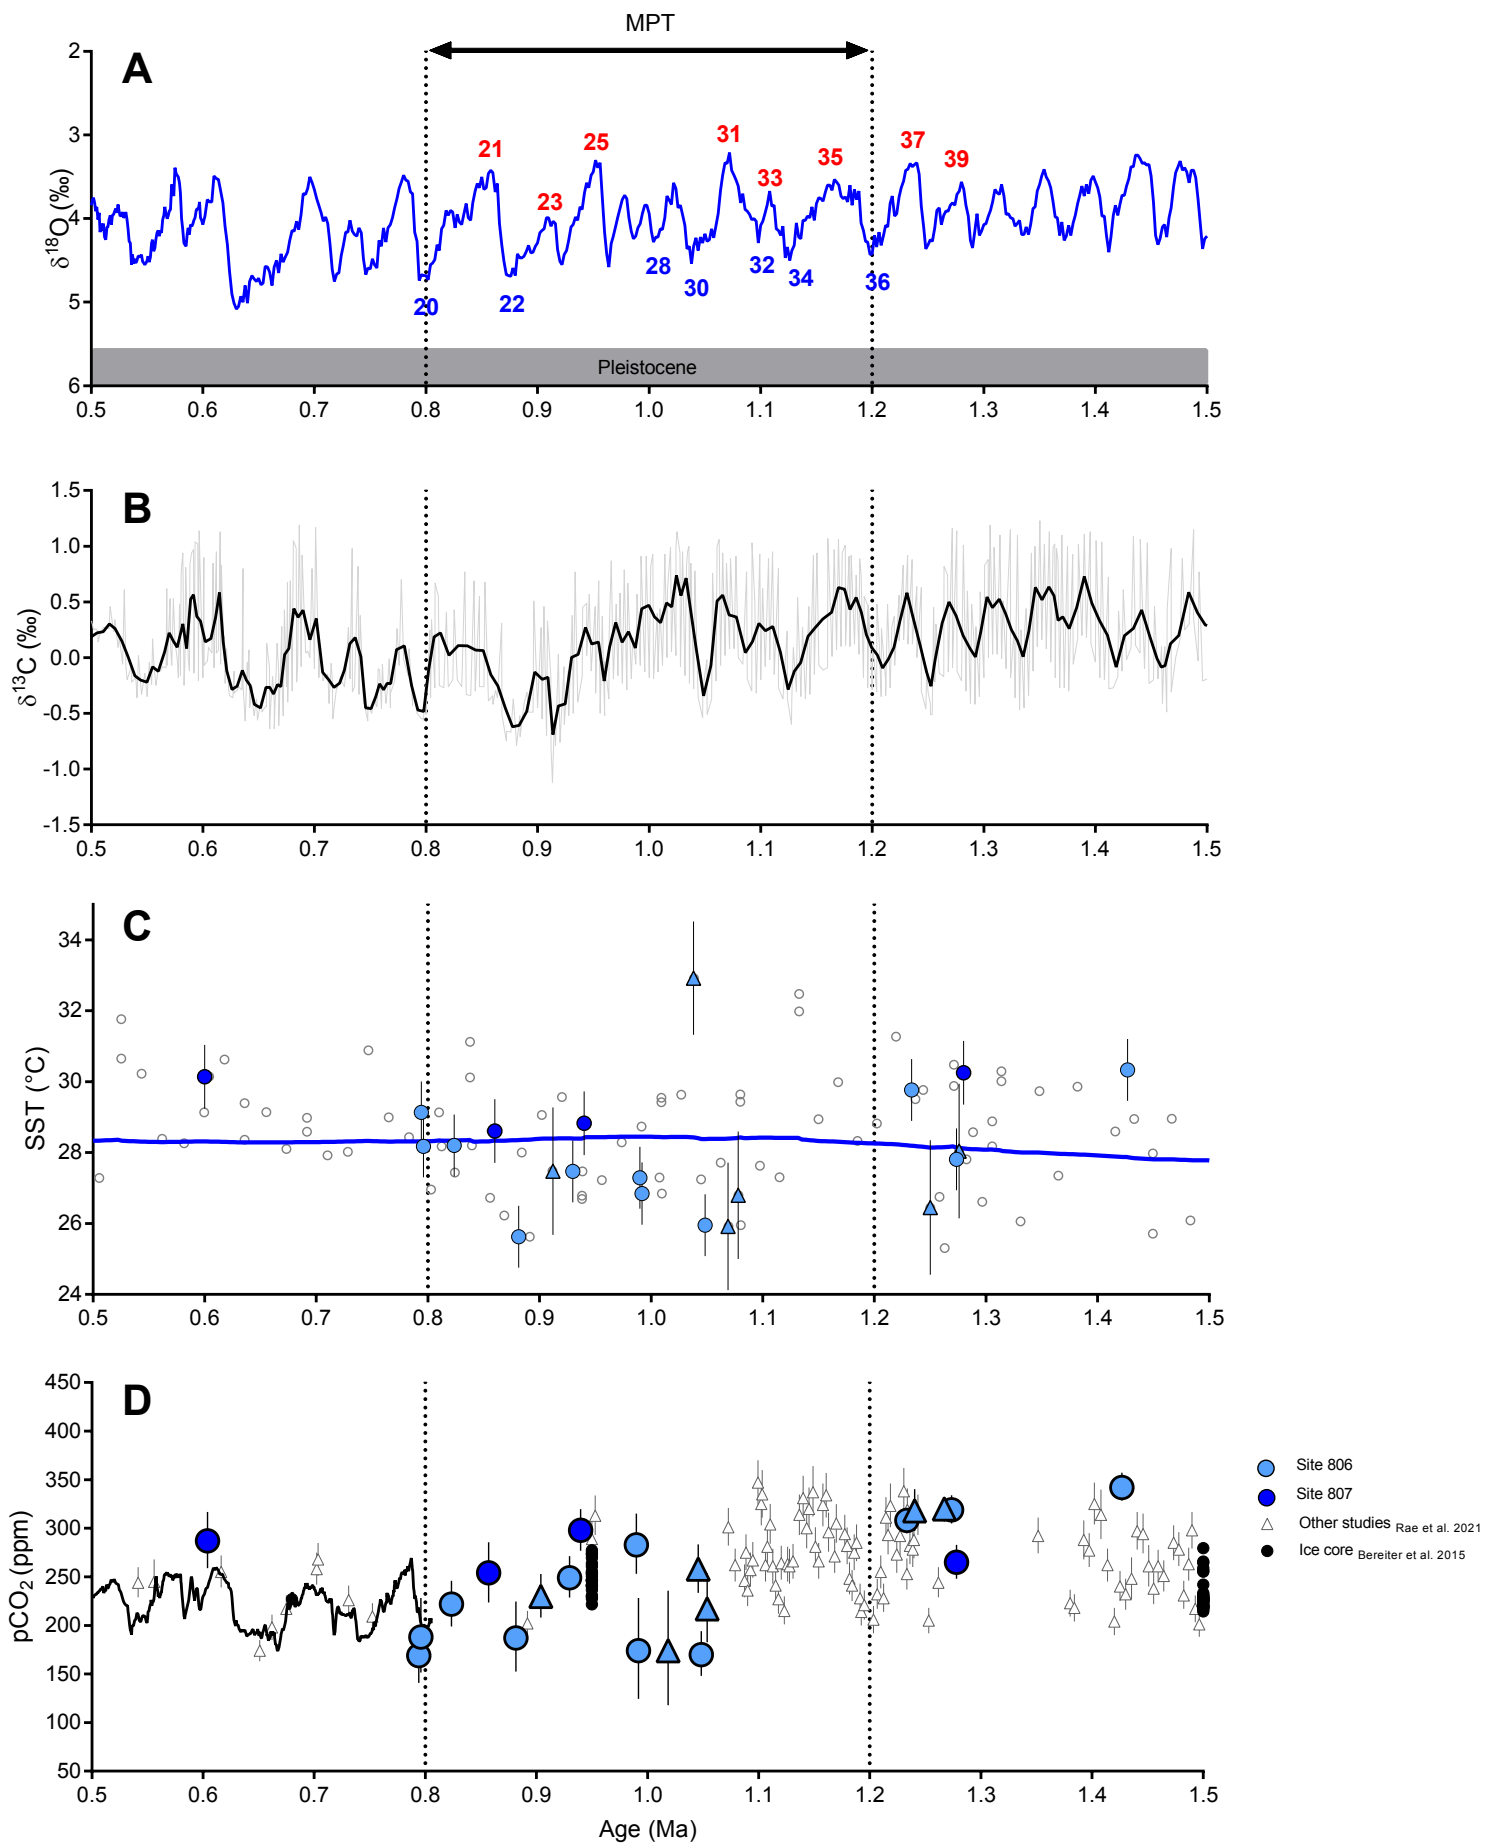 MPT
A
2
3
4
5
6
δ¹⁸O (‰)
21
23
25
31
33
35
37
39
20
22
28
30
32
34
36
Pleistocene
0.5 0.6 0.7 0.8 0.9 1.0 1.1 1.2 1.3 1.4 1.5
B
1.5
1.0
0.5
0.0
-0.5
-1.0
-1.5
δ¹³C (‰)
0.5 0.6 0.7 0.8 0.9 1.0 1.1 1.2 1.3 1.4 1.5
C
34
32
30
28
26
24
SST (°C)
0.5 0.6 0.7 0.8 0.9 1.0 1.1 1.2 1.3 1.4 1.5
D
450
400
350
300
250
200
150
100
50
pCO₂ (ppm)
0.5 0.6 0.7 0.8 0.9 1.0 1.1 1.2 1.3 1.4 1.5
Age (Ma)
Site 806
Site 807
Other studies Rae et al. 2021
Ice core Bereiter et al. 2015